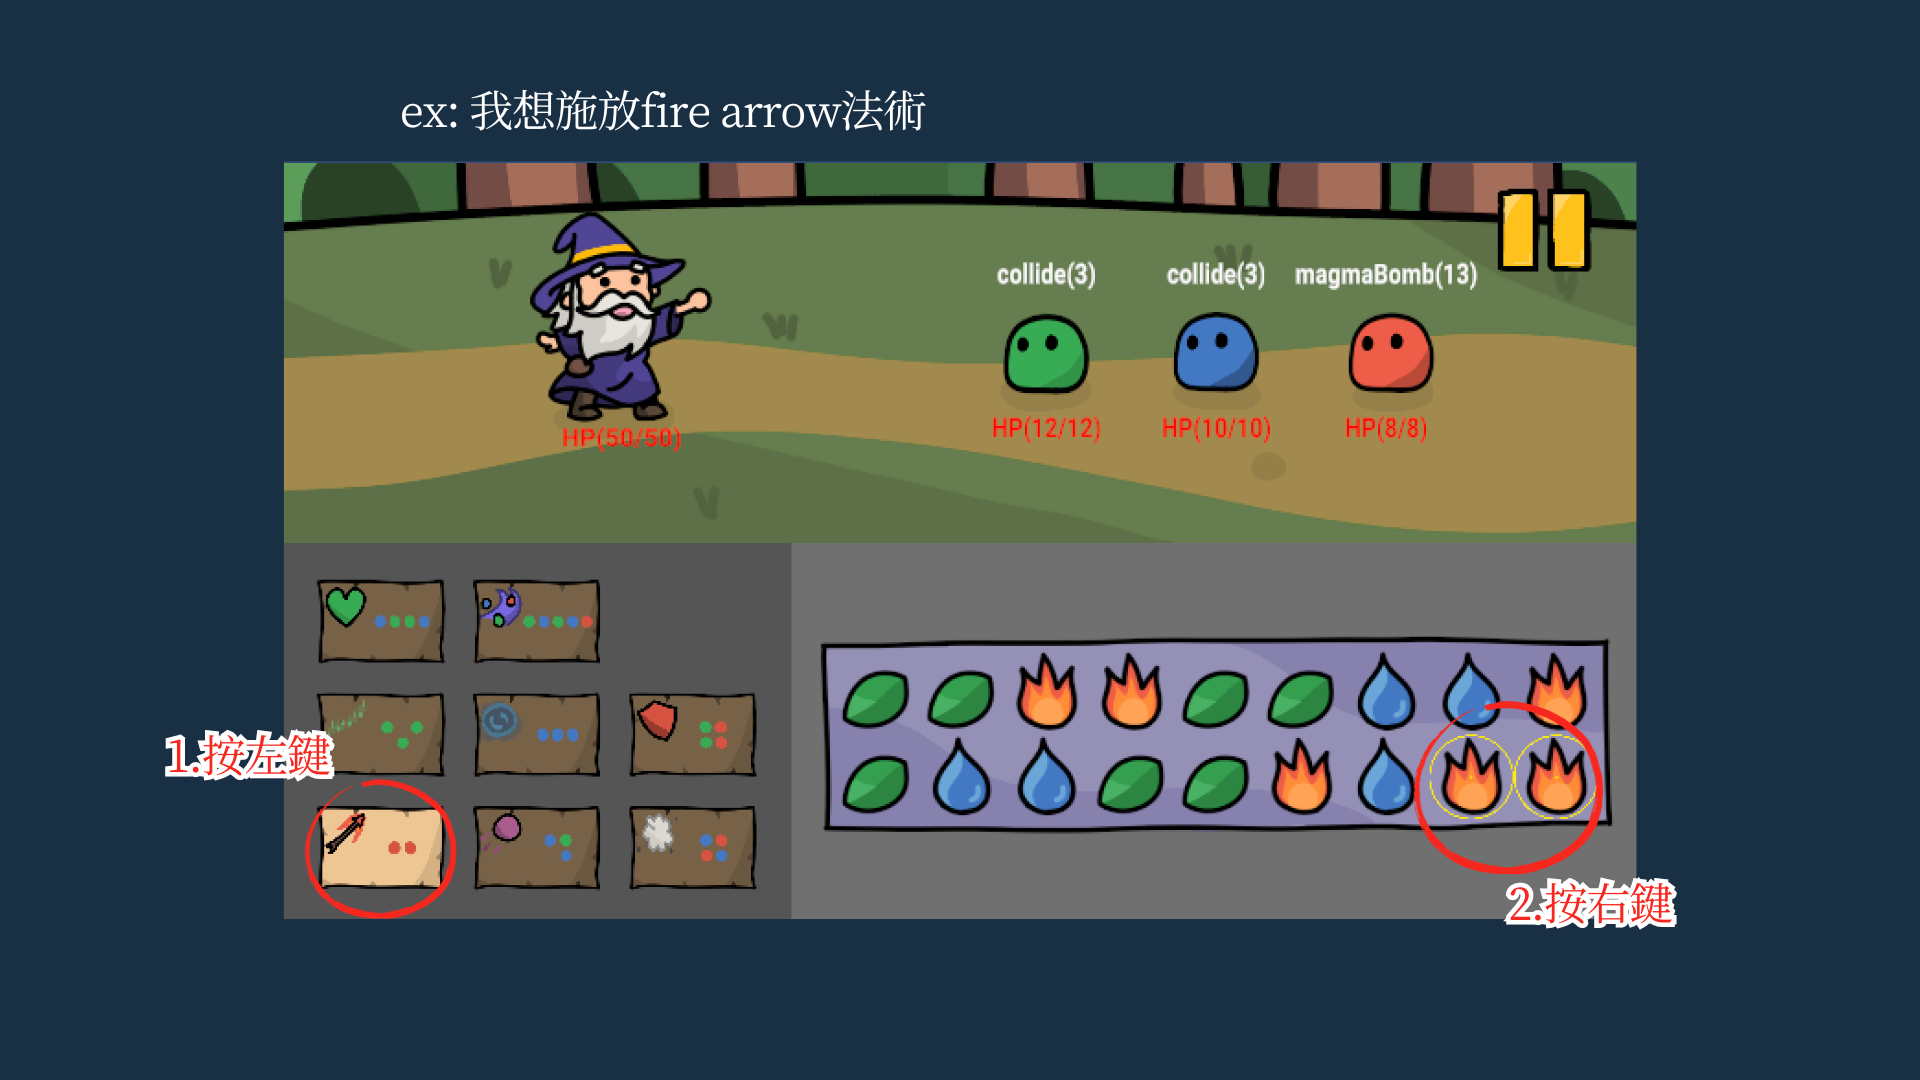 ex: 我想施放fire arrow法術
collide(3)
collide(3)
magmaBomb(13)
HP(50/50)
HP(12/12)
HP(10/10)
HP(8/8)
1.按左鍵
2.按右鍵